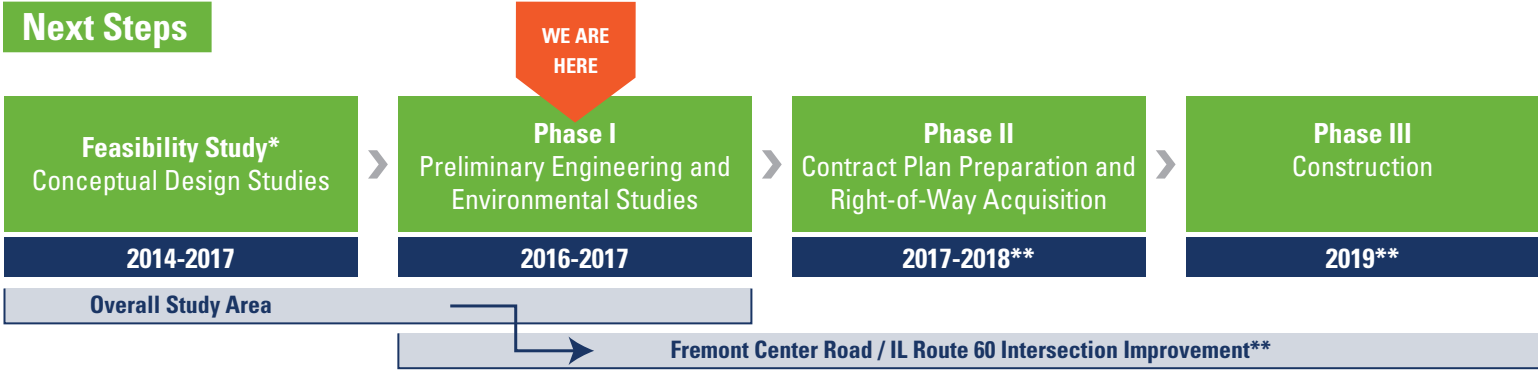 Next Steps
WE ARE
HERE
Feasibility Study*
Conceptual Design Studies
Phase I
Preliminary Engineering and
Environmental Studies
Phase II
Contract Plan Preparation and
Right-of-Way Acquisition
Phase III
Construction
2014-2017
2016-2017
2017-2018**
2019**
Overall Study Area
Fremont Center Road / IL Route 60 Intersection Improvement**